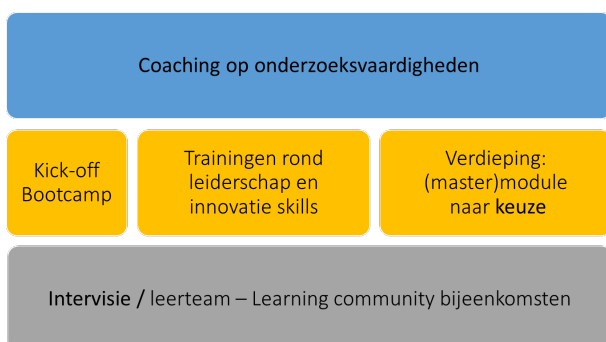 Coaching op onderzoeksvaardigheden
Kick-off
Bootcamp
Trainingen rond
leiderschap en
innovatie skills
Verdieping:
(master)module
naar keuze
Intervisie / leerteam – Learning community bijeenkomsten